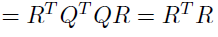 = R^T Q^T Q R = R^T R